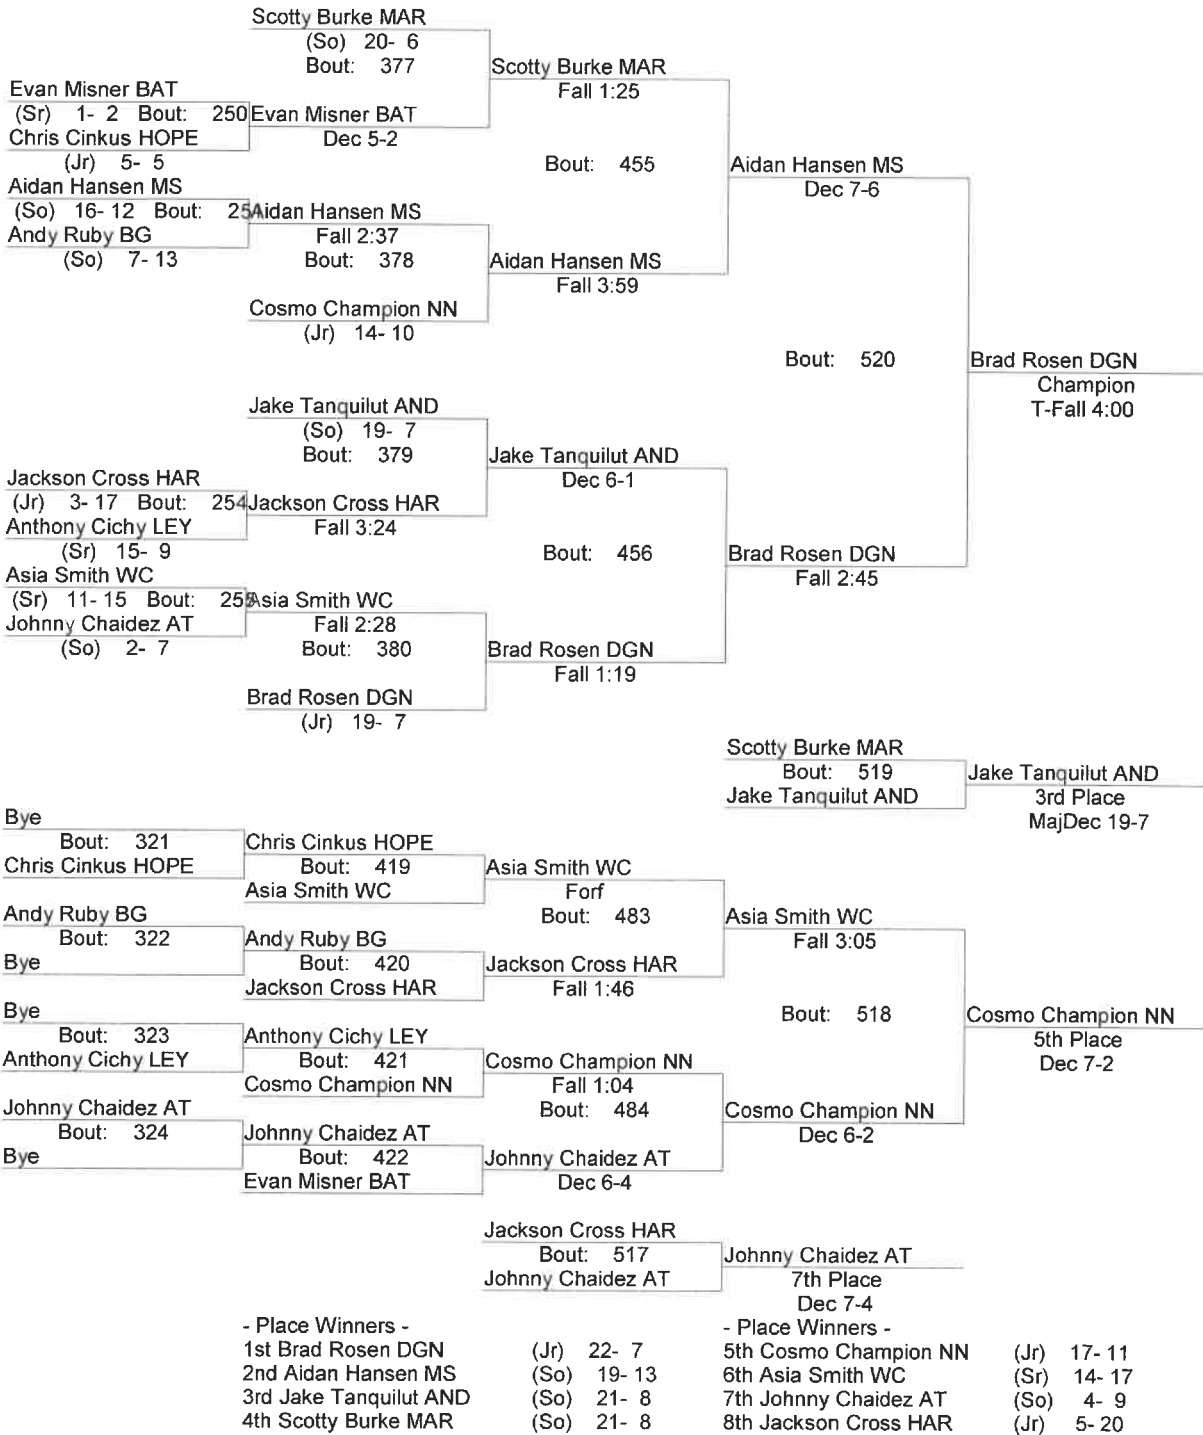 Scotty Burke MAR
(So) 20- 6
Bout: 377
Scotty Burke MAR
Fall 1:25
Evan Misner BAT
(Sr) 1- 2 Bout: 250
Evan Misner BAT
Chris Cinkus HOPE
Dec 5-2
(Jr) 5- 5
Bout: 455
Aidan Hansen MS
Dec 7-6
Aidan Hansen MS
(So) 16- 12 Bout: 25
Aidan Hansen MS
Andy Ruby BG
Fall 2:37
(So) 7- 13
Bout: 378
Aidan Hansen MS
Fall 3:59
Cosmo Champion NN
(Jr) 14- 10
Bout: 520
Brad Rosen DGN
Champion
T-Fall 4:00
Jake Tanquilut AND
(So) 19- 7
Bout: 379
Jake Tanquilut AND
Dec 6-1
Jackson Cross HAR
(Jr) 3- 17 Bout: 254
Jackson Cross HAR
Anthony Cichy LEY
Fall 3:24
(Sr) 15- 9
Bout: 456
Brad Rosen DGN
Fall 2:45
Asia Smith WC
(Sr) 11- 15 Bout: 255
Asia Smith WC
Johnny Chaidez AT
Fall 2:28
(So) 2- 7
Bout: 380
Brad Rosen DGN
Fall 1:19
Brad Rosen DGN
(Jr) 19- 7
Scotty Burke MAR
Bout: 519
Jake Tanquilut AND
Jake Tanquilut AND
3rd Place
MajDec 19-7
Bye
Bout: 321
Chris Cinkus HOPE
Chris Cinkus HOPE
Bout: 419
Asia Smith WC
Asia Smith WC
Forf
Andy Ruby BG
Bout: 483
Asia Smith WC
Bout: 322
Andy Ruby BG
Fall 3:05
Bye
Bout: 420
Jackson Cross HAR
Jackson Cross HAR
Fall 1:46
Bye
Bout: 518
Cosmo Champion NN
5th Place
Dec 7-2
Bout: 323
Anthony Cichy LEY
Anthony Cichy LEY
Bout: 421
Cosmo Champion NN
Cosmo Champion NN
Fall 1:04
Johnny Chaidez AT
Bout: 484
Cosmo Champion NN
Bout: 324
Johnny Chaidez AT
Dec 6-2
Bye
Bout: 422
Johnny Chaidez AT
Evan Misner BAT
Dec 6-4
Jackson Cross HAR
Bout: 517
Johnny Chaidez AT
Johnny Chaidez AT
7th Place
Dec 7-4
- Place Winners -
1st Brad Rosen DGN (Jr) 22- 7
2nd Aidan Hansen MS (So) 19- 13
3rd Jake Tanquilut AND (So) 21- 8
4th Scotty Burke MAR (So) 21- 8
- Place Winners -
5th Cosmo Champion NN (Jr) 17- 11
6th Asia Smith WC (Sr) 14- 17
7th Johnny Chaidez AT (So) 4- 9
8th Jackson Cross HAR (Jr) 5- 20